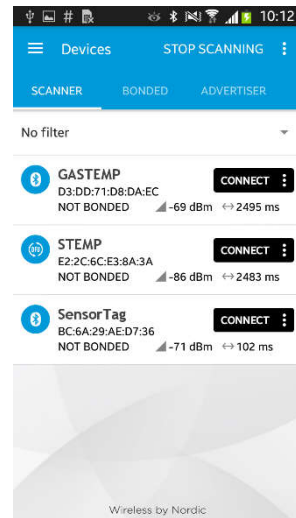 10:12
Devices STOP SCANNING
SCANNER BONDED ADVERTISER
No filter
GASTEMP
D3:DD:71:D8:DA:EC
CONNECT
NOT BONDED -69 dBm 2495 ms
STEMP
E2:2C:6C:E3:8A:3A
CONNECT
NOT BONDED -86 dBm 2483 ms
SensorTag
BC:6A:29:AE:D7:36
CONNECT
NOT BONDED -71 dBm 102 ms
Wireless by Nordic